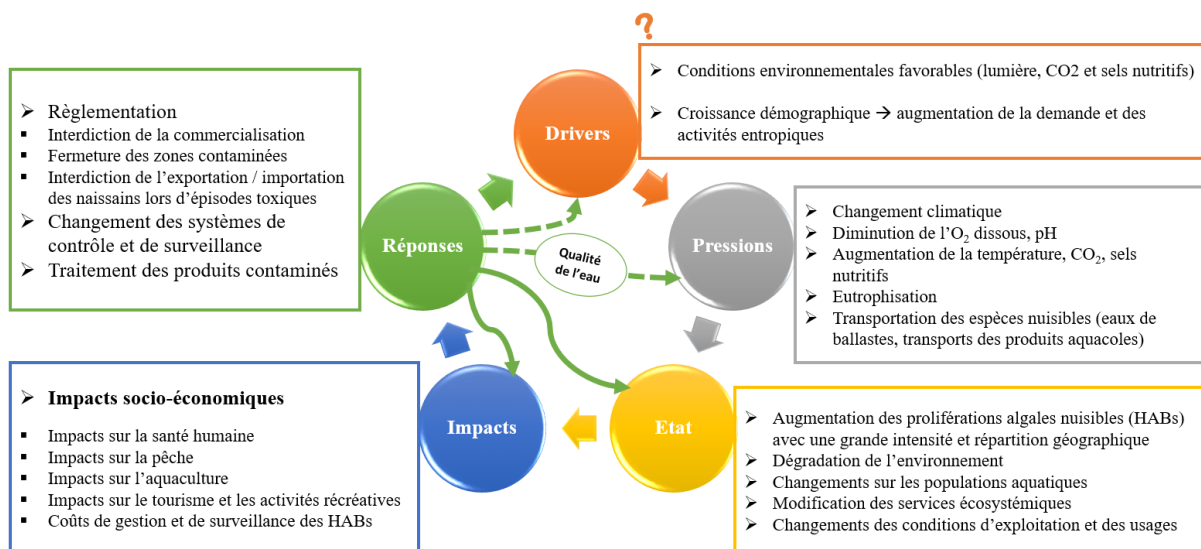 ?
➤ Conditions environnementales favorables (lumière, CO2 et sels nutritifs)
➤ Croissance démographique → augmentation de la demande et des
activités entropiques
Drivers
➤ Règlementation
▪ Interdiction de la commercialisation
▪ Fermeture des zones contaminées
▪ Interdiction de l'exportation / importation
des naissains lors d'épisodes toxiques
➤ Changement des systèmes de
contrôle et de surveillance
➤ Traitement des produits contaminés
Réponses
Qualité
de l'eau
Pressions
➤ Changement climatique
➤ Diminution de l'O₂ dissous, pH
➤ Augmentation de la température, CO₂, sels
nutritifs
➤ Eutrophisation
➤ Transportation des espèces nuisibles (eaux de
ballastes, transports des produits aquacoles)
➤ Impacts socio-économiques
▪ Impacts sur la santé humaine
▪ Impacts sur la pêche
▪ Impacts sur l'aquaculture
▪ Impacts sur le tourisme et les activités récréatives
▪ Coûts de gestion et de surveillance des HABs
Impacts
Etat
➤ Augmentation des proliférations algales nuisibles (HABs)
avec une grande intensité et répartition géographique
➤ Dégradation de l'environnement
➤ Changements sur les populations aquatiques
➤ Modification des services écosystémiques
➤ Changements des conditions d'exploitation et des usages